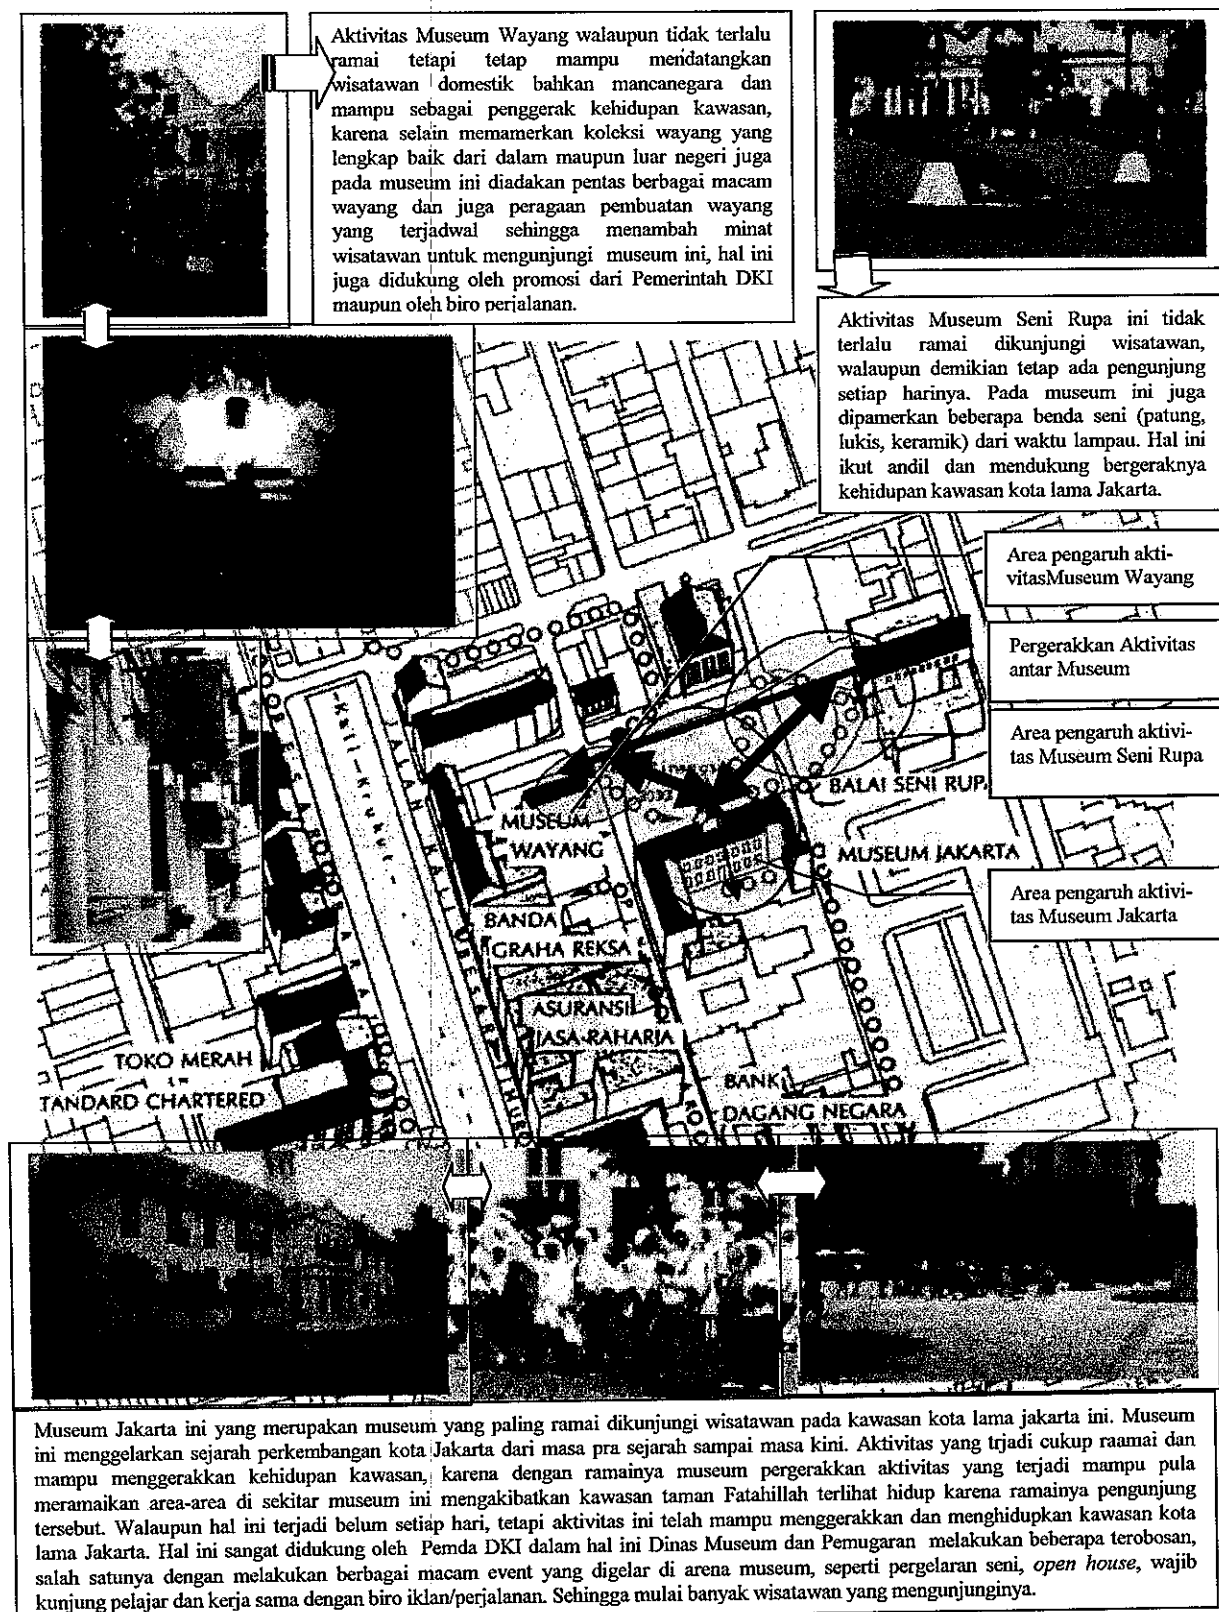 Aktivitas Museum Wayang walaupun tidak terlalu
ramai tetapi tetap mampu mendatangkan
wisatawan domestik bahkan mancanegara dan
mampu sebagai penggerak kehidupan kawasan,
karena selain memamerkan koleksi wayang yang
lengkap baik dari dalam maupun luar negeri juga
pada museum ini diadakan pentas berbagai macam
wayang dan juga peragaan pembuatan wayang
yang terjadwal sehingga menambah minat
wisatawan untuk mengunjungi museum ini, hal ini
juga didukung oleh promosi dari Pemerintah DKI
maupun oleh biro perjalanan.
Aktivitas Museum Seni Rupa ini tidak
terlalu ramai dikunjungi wisatawan,
walaupun demikian tetap ada pengunjung
setiap harinya. Pada museum ini juga
dipamerkan beberapa benda seni (patung,
lukis, keramik) dari waktu lampau. Hal ini
ikut andil dan mendukung bergeraknya
kehidupan kawasan kota lama Jakarta.
Area pengaruh akti-
vitasMuseum Wayang
Pergerakkan Aktivitas
antar Museum
Area pengaruh aktivi-
tas Museum Seni Rupa
Area pengaruh aktivi-
tas Museum Jakarta
Kali-Krukut
JALAN KALI BESAR TIMUR
BALAI SENI RUPA
MUSEUM
WAYANG
MUSEUM JAKARTA
BANDA
GRAHA REKSA
ASURANSI
JASA-RAHARJA
TOKO MERAH
TANDARD CHARTERED
BANK
DAGANG NEGARA
Museum Jakarta ini yang merupakan museum yang paling ramai dikunjungi wisatawan pada kawasan kota lama jakarta ini. Museum
ini menggelarkan sejarah perkembangan kota Jakarta dari masa pra sejarah sampai masa kini. Aktivitas yang trjadi cukup raamai dan
mampu menggerakkan kehidupan kawasan, karena dengan ramainya museum pergerakkan aktivitas yang terjadi mampu pula
meramaikan area-area di sekitar museum ini mengakibatkan kawasan taman Fatahillah terlihat hidup karena ramainya pengunjung
tersebut. Walaupun hal ini terjadi belum setiap hari, tetapi aktivitas ini telah mampu menggerakkan dan menghidupkan kawasan kota
lama Jakarta. Hal ini sangat didukung oleh Pemda DKI dalam hal ini Dinas Museum dan Pemugaran melakukan beberapa terobosan,
salah satunya dengan melakukan berbagai macam event yang digelar di arena museum, seperti pergelaran seni, open house, wajib
kunjung pelajar dan kerja sama dengan biro iklan/perjalanan. Sehingga mulai banyak wisatawan yang mengunjunginya.